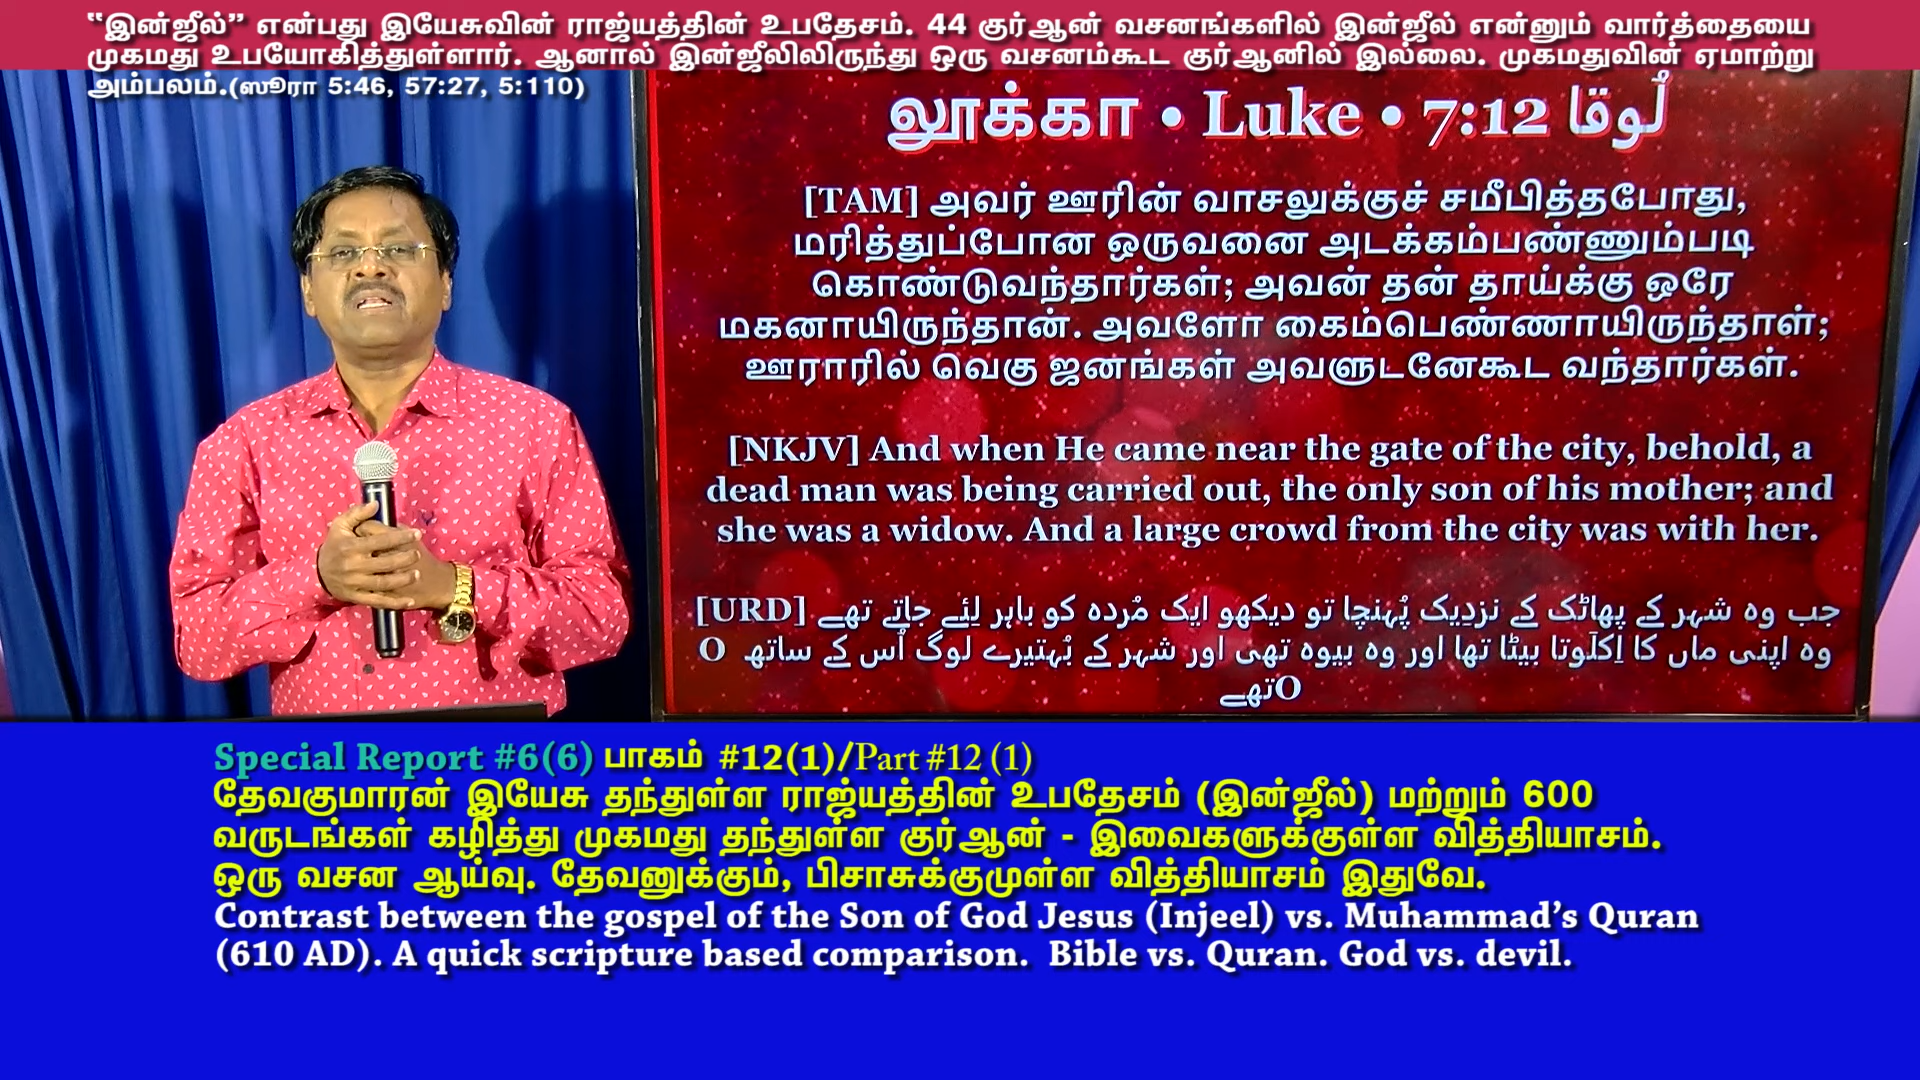 “இன்ஜீல்” என்பது இயேசுவின் ராஜ்யத்தின் உபதேசம். 44 குர்ஆன் வசனங்களில் இன்ஜீல் என்னும் வார்த்தையை
முகமது உபயோகித்துள்ளார். ஆனால் இன்ஜீலிலிருந்து ஒரு வசனம்கூட குர்ஆனில் இல்லை. முகமதுவின் ஏமாற்று
அம்பலம்.(ஸூரா 5:46, 57:27, 5:110)
லூக்கா • Luke • 7:12 لُوقا
[TAM] அவர் ஊரின் வாசலுக்குச் சமீபித்தபோது,
மரித்துப்போன ஒருவனை அடக்கம்பண்ணும்படி
கொண்டுவந்தார்கள்; அவன் தன் தாய்க்கு ஒரே
மகனாயிருந்தான். அவளோ கைம்பெண்ணாயிருந்தாள்;
ஊராரில் வெகு ஜனங்கள் அவளுடனேகூட வந்தார்கள்.
[NKJV] And when He came near the gate of the city, behold, a
dead man was being carried out, the only son of his mother; and
she was a widow. And a large crowd from the city was with her.
[URD] جب وہ شہر کے پھاٹک کے نزدِیک پُہنچا تو دیکھو ایک مُردہ کو باہر لِئے جاتے تھے
وہ اپنی ماں کا اِکلَوتا بیٹا تھا اور وہ بیوہ تھی اور شہر کے بُہتیرے لوگ اُس کے ساتھ O
تھےO
Special Report #6(6) பாகம் #12(1)/Part #12 (1)
தேவகுமாரன் இயேசு தந்துள்ள ராஜ்யத்தின் உபதேசம் (இன்ஜீல்) மற்றும் 600
வருடங்கள் கழித்து முகமது தந்துள்ள குர்ஆன் - இவைகளுக்குள்ள வித்தியாசம்.
ஒரு வசன ஆய்வு. தேவனுக்கும், பிசாசுக்குமுள்ள வித்தியாசம் இதுவே.
Contrast between the gospel of the Son of God Jesus (Injeel) vs. Muhammad’s Quran
(610 AD). A quick scripture based comparison.  Bible vs. Quran. God vs. devil.